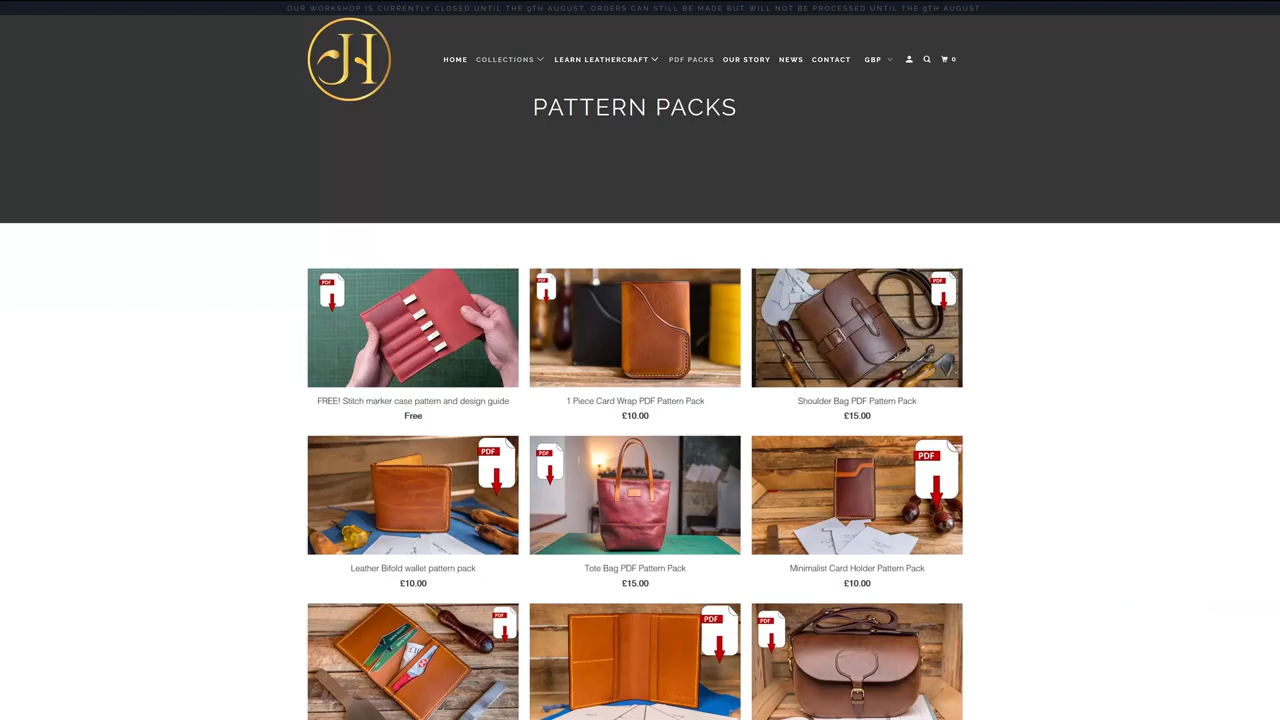 OUR WORKSHOP IS CURRENTLY CLOSED UNTIL THE 9TH AUGUST, ORDERS CAN STILL BE MADE BUT WILL NOT BE PROCESSED UNTIL THE 9TH AUGUST.
JH
HOME COLLECTIONS LEARN LEATHERCRAFT PDF PACKS OUR STORY NEWS CONTACT GBP 0
PATTERN PACKS
PDF PDF PDF
FREE! Stitch marker case pattern and design guide
Free
1 Piece Card Wrap PDF Pattern Pack
£10.00
Shoulder Bag PDF Pattern Pack
£15.00
PDF PDF PDF
Leather Bifold wallet pattern pack
£10.00
Tote Bag PDF Pattern Pack
£15.00
Minimalist Card Holder Pattern Pack
£10.00
PDF PDF PDF